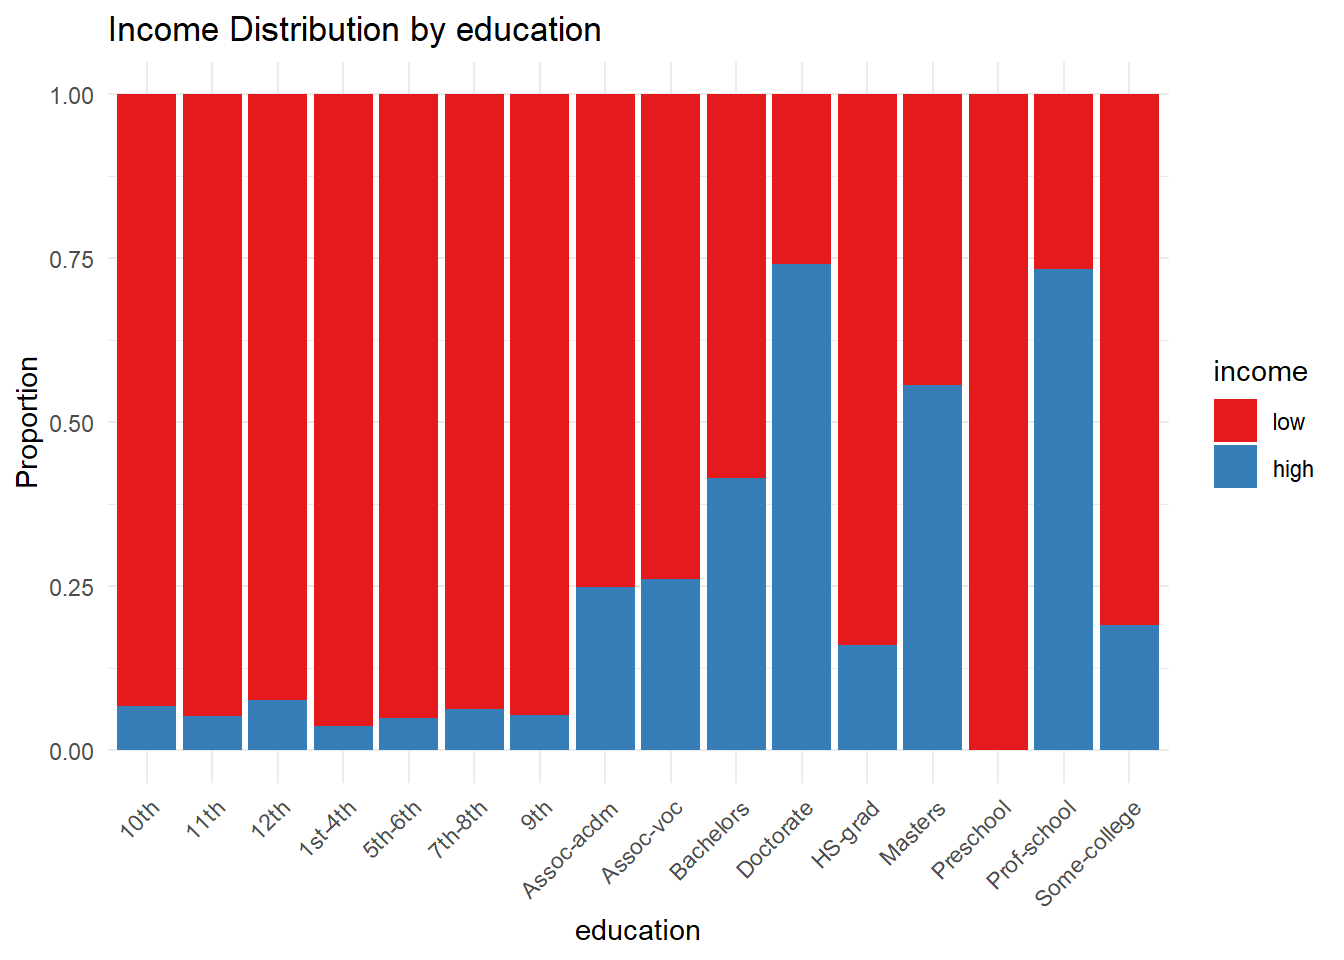 Income Distribution by education
1.00
0.75
0.50
0.25
0.00
Proportion
10th
11th
12th
1st-4th
5th-6th
7th-8th
9th
Assoc-acdm
Assoc-voc
Bachelors
Doctorate
HS-grad
Masters
Preschool
Prof-school
Some-college
education
income
low
high